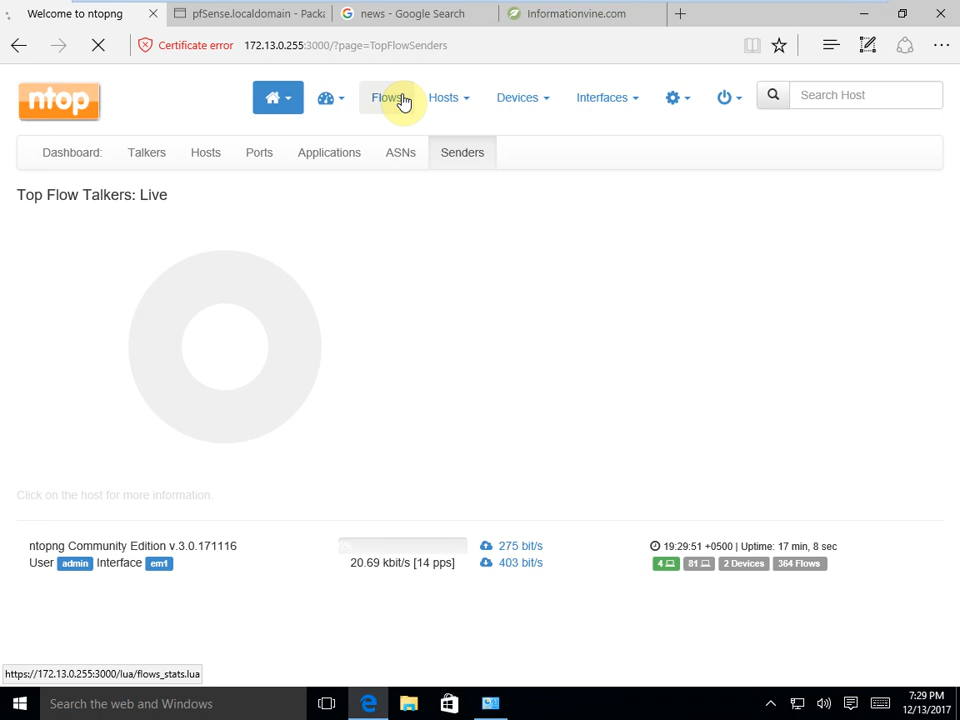 Welcome to ntopng
pfSense.localdomain - Packa
news - Google Search
Informationvine.com
Certificate error
172.13.0.255:3000/?page=TopFlowSenders
ntop
Flows
Hosts
Devices
Interfaces
Search Host
Dashboard:
Talkers
Hosts
Ports
Applications
ASNs
Senders
Top Flow Talkers: Live
Click on the host for more information.
ntopng Community Edition v.3.0.171116
User admin Interface em1
20.69 kbit/s [14 pps]
275 bit/s
403 bit/s
19:29:51 +0500 | Uptime: 17 min, 8 sec
4
81
2 Devices
364 Flows
https://172.13.0.255:3000/lua/flows_stats.lua
Search the web and Windows
7:29 PM
12/13/2017